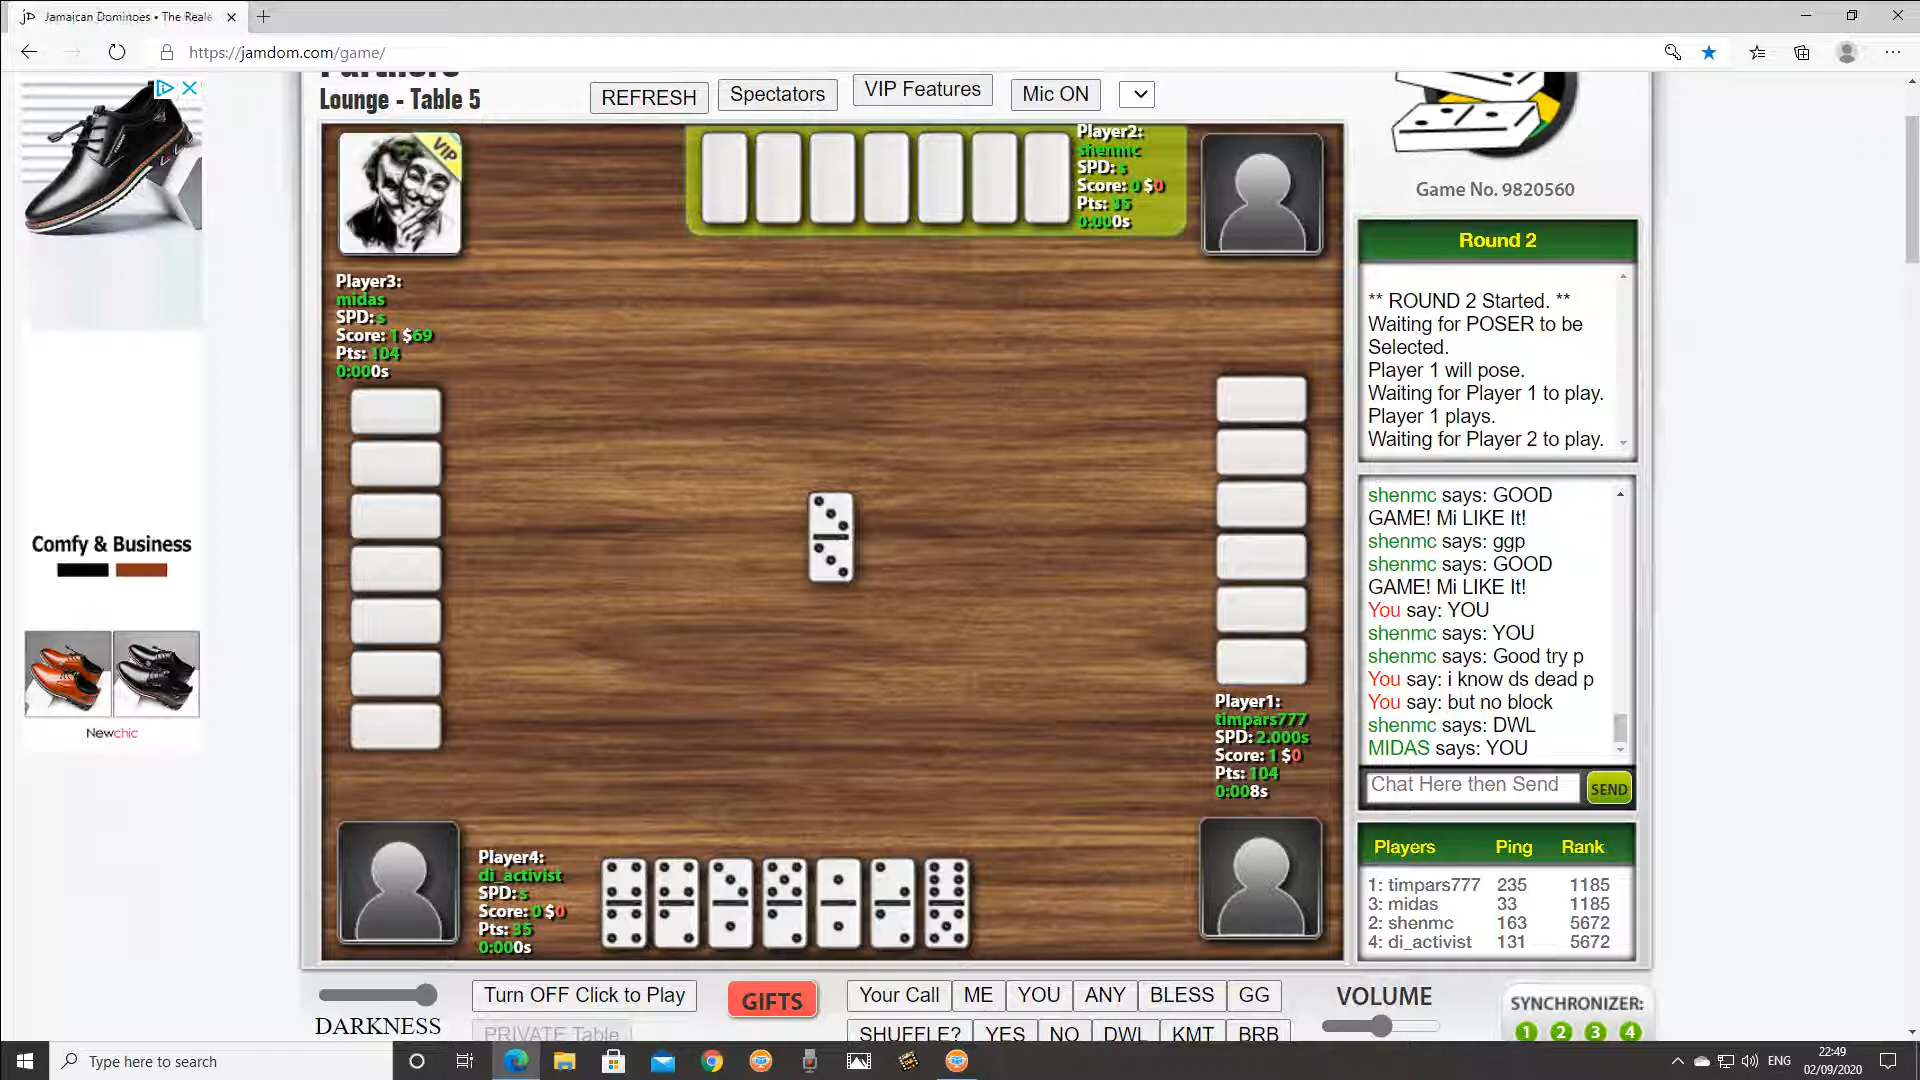 Jamaican Dominoes • The Reale
https://jamdom.com/game/
Partners
Lounge - Table 5
REFRESH
Spectators
VIP Features
Mic ON
VIP
Player2:
shenmc
SPD: s
Score: 0 $0
Pts: 35
0:000s
Player3:
midas
SPD: s
Score: 1 $69
Pts: 104
0:000s
Player1:
timpars777
SPD: 2.000s
Score: 1 $0
Pts: 104
0:008s
Player4:
di_activist
SPD: s
Score: 0 $0
Pts: 35
0:000s
Comfy & Business
Newchic
Game No. 9820560
Round 2
** ROUND 2 Started. **
Waiting for POSER to be
Selected.
Player 1 will pose.
Waiting for Player 1 to play.
Player 1 plays.
Waiting for Player 2 to play.
shenmc says: GOOD
GAME! Mi LIKE It!
shenmc says: ggp
shenmc says: GOOD
GAME! Mi LIKE It!
You say: YOU
shenmc says: YOU
shenmc says: Good try p
You say: i know ds dead p
You say: but no block
shenmc says: DWL
MIDAS says: YOU
Chat Here then Send
SEND
Players Ping Rank
1: timpars777 235 1185
3: midas 33 1185
2: shenmc 163 5672
4: di_activist 131 5672
DARKNESS
Turn OFF Click to Play
PRIVATE Table
GIFTS
Your Call
ME
YOU
ANY
BLESS
GG
SHUFFLE?
YES
NO
DWL
KMT
BRB
VOLUME
SYNCHRONIZER:
1 2 3 4
Type here to search
ENG
22:49
02/09/2020